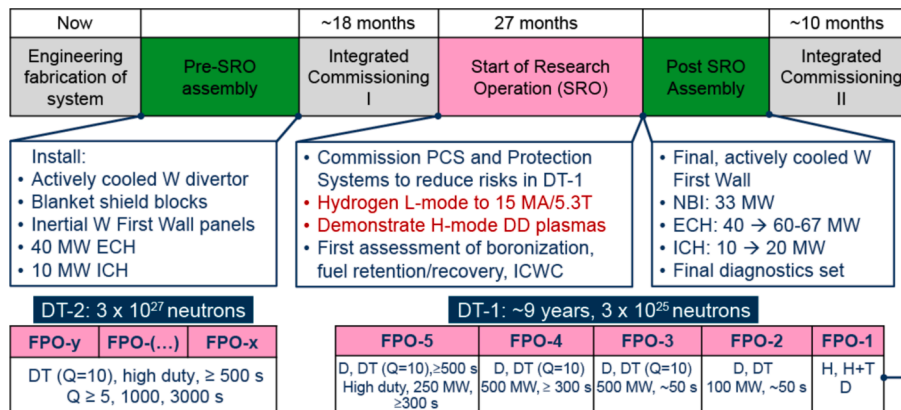 Now
~18 months
27 months
~10 months
Engineering
fabrication of
system
Pre-SRO
assembly
Integrated
Commissioning
I
Start of Research
Operation (SRO)
Post SRO
Assembly
Integrated
Commissioning
II
Install:
• Actively cooled W divertor
• Blanket shield blocks
• Inertial W First Wall panels
• 40 MW ECH
• 10 MW ICH
• Commission PCS and Protection
Systems to reduce risks in DT-1
• Hydrogen L-mode to 15 MA/5.3T
• Demonstrate H-mode DD plasmas
• First assessment of boronization,
fuel retention/recovery, ICWC
• Final, actively cooled W
First Wall
• NBI: 33 MW
• ECH: 40 → 60-67 MW
• ICH: 10 → 20 MW
• Final diagnostics set
DT-2: 3 x 10²⁷ neutrons
FPO-y
FPO-(...)
FPO-x
DT (Q=10), high duty, ≥ 500 s
Q ≥ 5, 1000, 3000 s
DT-1: ~9 years, 3 x 10²⁵ neutrons
FPO-5
FPO-4
FPO-3
FPO-2
FPO-1
D, DT (Q=10),≥500 s
High duty, 250 MW,
≥300 s
D, DT (Q=10)
500 MW, ≥ 300 s
D, DT (Q=10)
500 MW, ~50 s
D, DT
100 MW, ~50 s
H, H+T
D